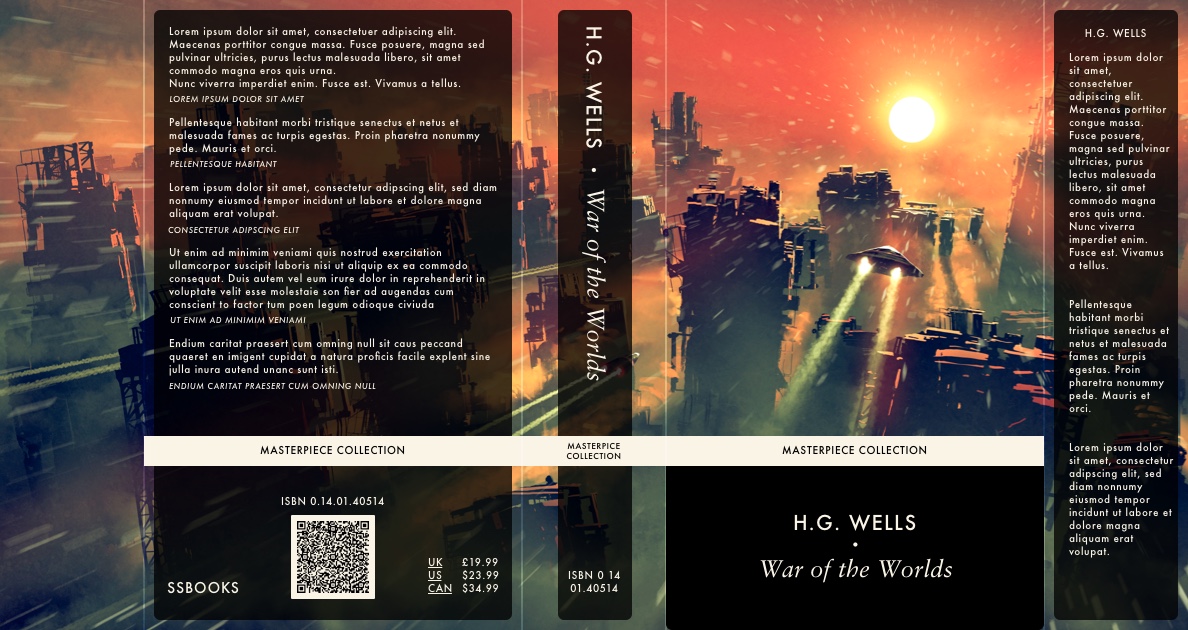 Lorem ipsum dolor sit amet, consectetuer adipiscing elit.
Maecenas porttitor congue massa. Fusce posuere, magna sed
pulvinar ultricies, purus lectus malesuada libero, sit amet
commodo magna eros quis urna.
Nunc viverra imperdiet enim. Fusce est. Vivamus a tellus.
LOREM IPSUM DOLOR SIT AMET
Pellentesque habitant morbi tristique senectus et netus et
malesuada fames ac turpis egestas. Proin pharetra nonummy
pede. Mauris et orci.
PELLENTESQUE HABITANT
Lorem ipsum dolor sit amet, consectetur adipscing elit, sed diam
nonnumy eiusmod tempor incidunt ut labore et dolore magna
aliquam erat volupat.
CONSECTETUR ADIPSCING ELIT
Ut enim ad minimim veniami quis nostrud exercitation
ullamcorpor suscipit laboris nisi ut aliquip ex ea commodo
consequat. Duis autem vel eum irure dolor in reprehenderit in
voluptate velit esse molestaie son fier ad augendas cum
conscient to factor tum poen legum odioque civiuda
UT ENIM AD MINIMIM VENIAMI
Endium caritat praesert cum omning null sit caus peccand
quaeret en imigent cupidat a natura proficis facile explent sine
julla inura autend unanc sunt isti.
ENDIUM CARITAT PRAESERT CUM OMNING NULL
MASTERPIECE COLLECTION
ISBN 0.14.01.40514
SSBOOKS
UK £19.99
US $23.99
CAN $34.99
H.G. WELLS • War of the Worlds
MASTERPICE
COLLECTION
ISBN 0 14
01.40514
MASTERPIECE COLLECTION
H.G. WELLS
•
War of the Worlds
H.G. WELLS
Lorem ipsum dolor
sit amet,
consectetuer
adipiscing elit.
Maecenas porttitor
congue massa.
Fusce posuere,
magna sed pulvinar
ultricies, purus
lectus malesuada
libero, sit amet
commodo magna
eros quis urna.
Nunc viverra
imperdiet enim.
Fusce est. Vivamus
a tellus.
Pellentesque
habitant morbi
tristique senectus et
netus et malesuada
fames ac turpis
egestas. Proin
pharetra nonummy
pede. Mauris et
orci.
Lorem ipsum dolor
sit amet, consectetur
adipscing elit, sed
diam nonnumy
eiusmod tempor
incidunt ut labore et
dolore magna
aliquam erat
volupat.